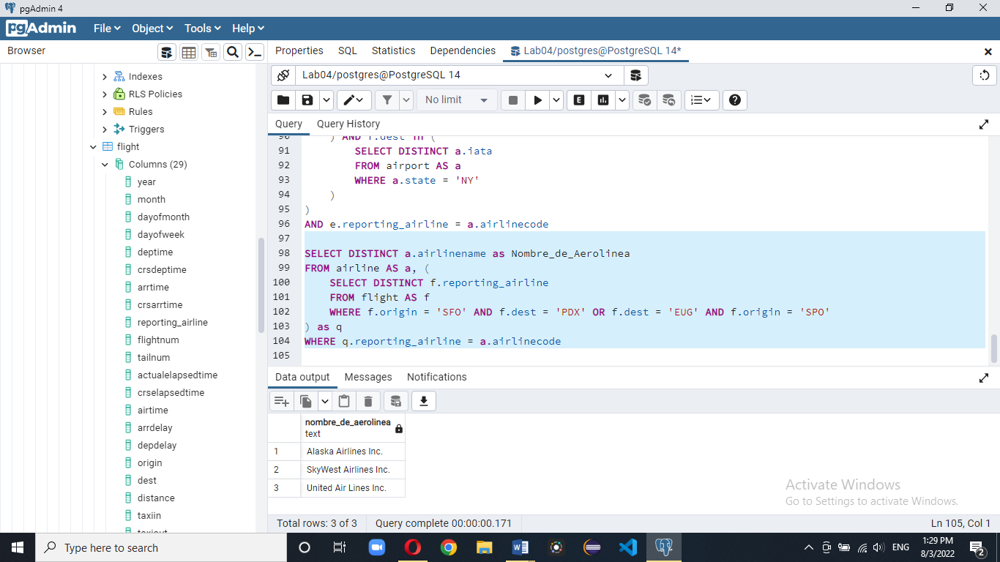 pgAdmin 4
pgAdmin File Object Tools Help
Browser
Properties SQL Statistics Dependencies Lab04/postgres@PostgreSQL 14*
Lab04/postgres@PostgreSQL 14
No limit
E
Query Query History
Indexes
RLS Policies
Rules
Triggers
flight
Columns (29)
year
month
dayofmonth
dayofweek
deptime
crsdeptime
arrtime
crsarrtime
reporting_airline
flightnum
tailnum
actualelapsedtime
crselapsedtime
airtime
arrdelay
depdelay
origin
dest
distance
taxiin
taxiout
90 ) AND f.dest in (
91 SELECT DISTINCT a.iata
92 FROM airport AS a
93 WHERE a.state = 'NY'
94 )
95 )
96 AND e.reporting_airline = a.airlinecode
97
98 SELECT DISTINCT a.airlinename as Nombre_de_Aerolinea
99 FROM airline AS a, (
100 SELECT DISTINCT f.reporting_airline
101 FROM flight AS f
102 WHERE f.origin = 'SFO' AND f.dest = 'PDX' OR f.dest = 'EUG' AND f.origin = 'SPO'
103 ) as q
104 WHERE q.reporting_airline = a.airlinecode
105
Data output Messages Notifications
nombre_de_aerolinea
text
1 Alaska Airlines Inc.
2 SkyWest Airlines Inc.
3 United Air Lines Inc.
Activate Windows
Go to Settings to activate Windows.
Total rows: 3 of 3 Query complete 00:00:00.171 Ln 105, Col 1
Type here to search
ENG
1:29 PM
8/3/2022
2